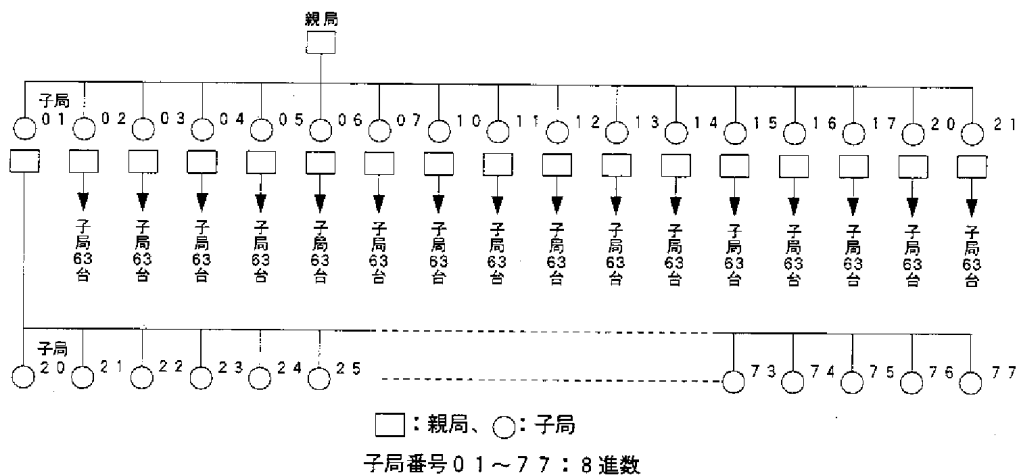 親局
子局
01 02 03 04 05 06 07 10 11 12 13 14 15 16 17 20 21
子局63台 子局63台 子局63台 子局63台 子局63台 子局63台 子局63台 子局63台 子局63台 子局63台 子局63台 子局63台 子局63台 子局63台 子局63台 子局63台
子局
20 21 22 23 24 25 73 74 75 76 77
□:親局、○:子局
子局番号01~77:8進数